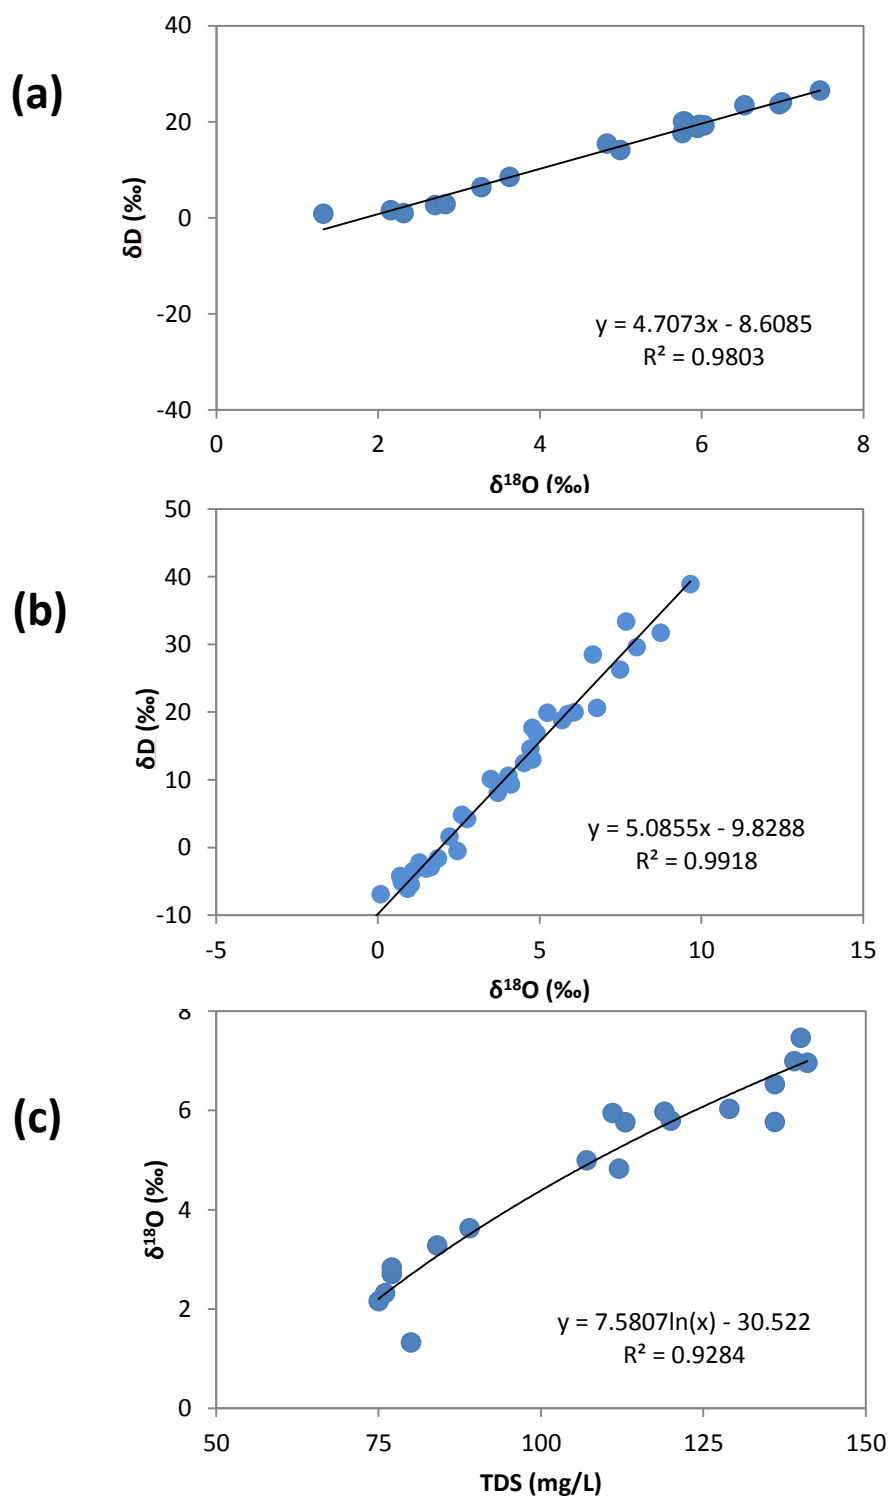 (a)
40
20
0
-20
-40
δD (‰)
y = 4.7073x - 8.6085
R² = 0.9803
0 2 4 6 8
δ¹⁸O (‰)
(b)
50
40
30
20
10
0
-10
δD (‰)
y = 5.0855x - 9.8288
R² = 0.9918
-5 0 5 10 15
δ¹⁸O (‰)
(c)
8
6
4
2
0
δ¹⁸O (‰)
y = 7.5807ln(x) - 30.522
R² = 0.9284
50 75 100 125 150
TDS (mg/L)